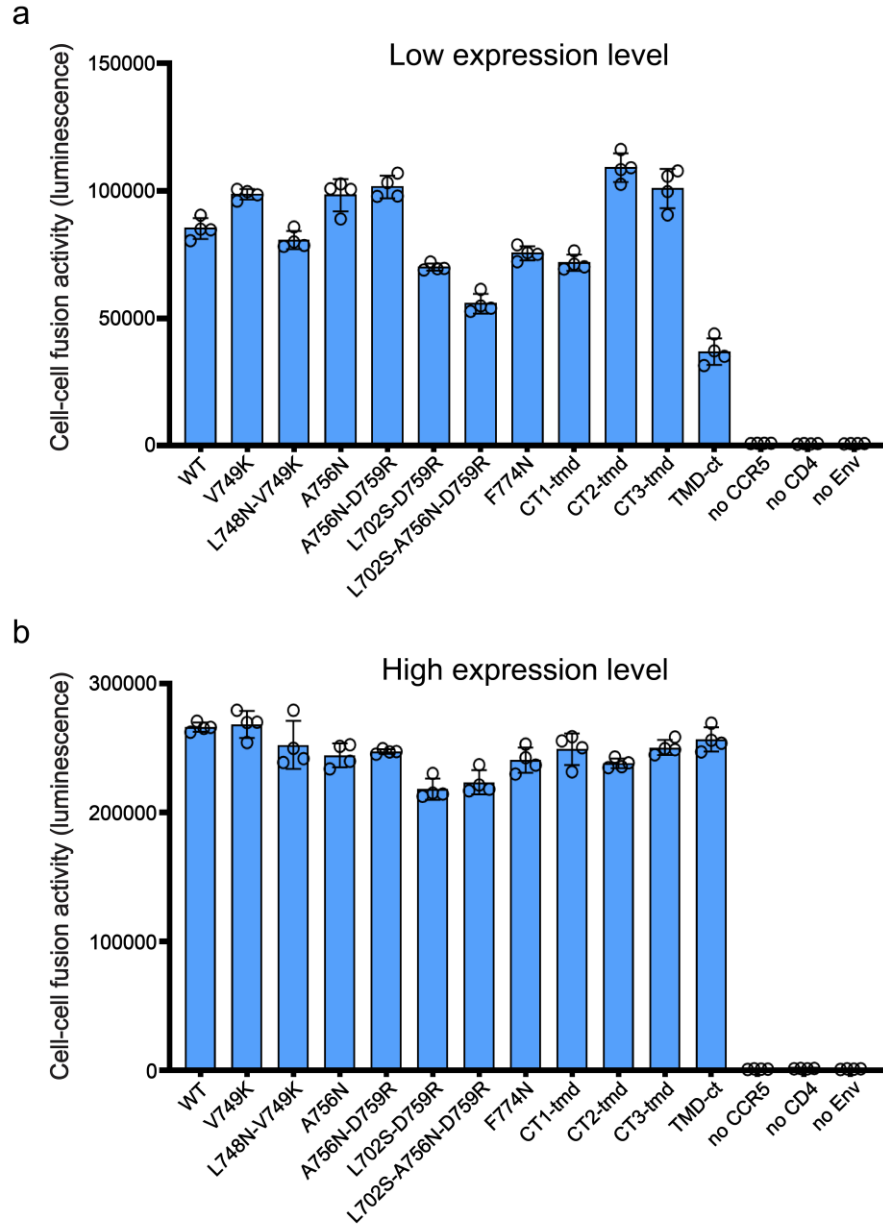 a
Low expression level
Cell-cell fusion activity (luminescence)
150000
100000
50000
0
WT
V749K
L748N-V749K
A756N
A756N-D759R
L702S-D759R
L702S-A756N-D759R
F774N
CT1-tmd
CT2-tmd
CT3-tmd
TMD-ct
no CCR5
no CD4
no Env
b
High expression level
Cell-cell fusion activity (luminescence)
300000
200000
100000
0
WT
V749K
L748N-V749K
A756N
A756N-D759R
L702S-D759R
L702S-A756N-D759R
F774N
CT1-tmd
CT2-tmd
CT3-tmd
TMD-ct
no CCR5
no CD4
no Env